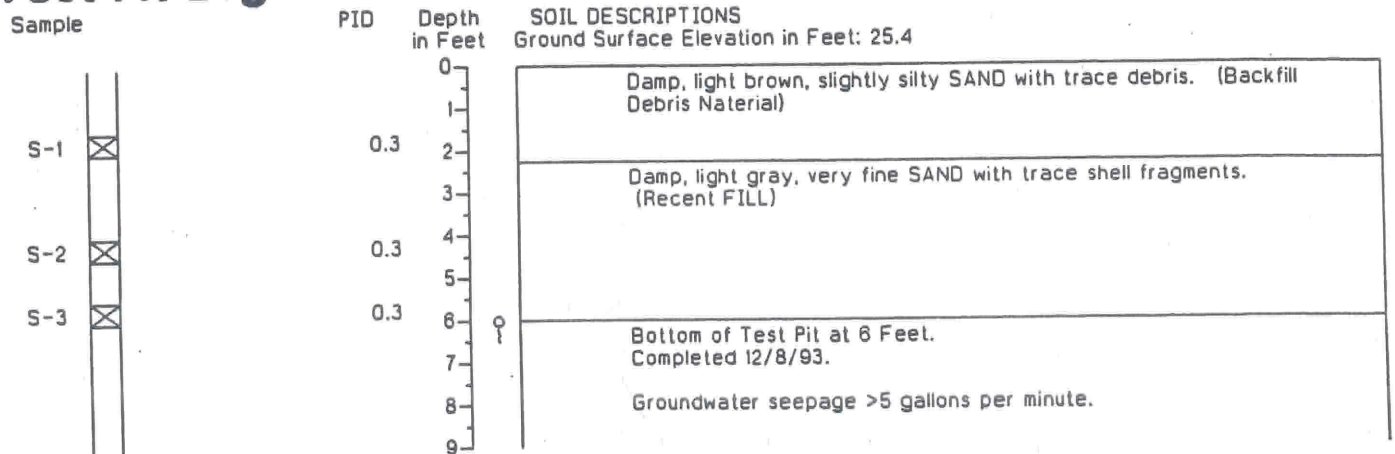 Sample PID Depth in Feet SOIL DESCRIPTIONS
Ground Surface Elevation in Feet: 25.4
0
Damp, light brown, slightly silty SAND with trace debris. (Backfill
Debris Naterial)
1
S-1 0.3 2
Damp, light gray, very fine SAND with trace shell fragments.
(Recent FILL)
3
4
S-2 0.3
5
S-3 0.3 6
Bottom of Test Pit at 6 Feet.
Completed 12/8/93.
7
Groundwater seepage >5 gallons per minute.
8
9